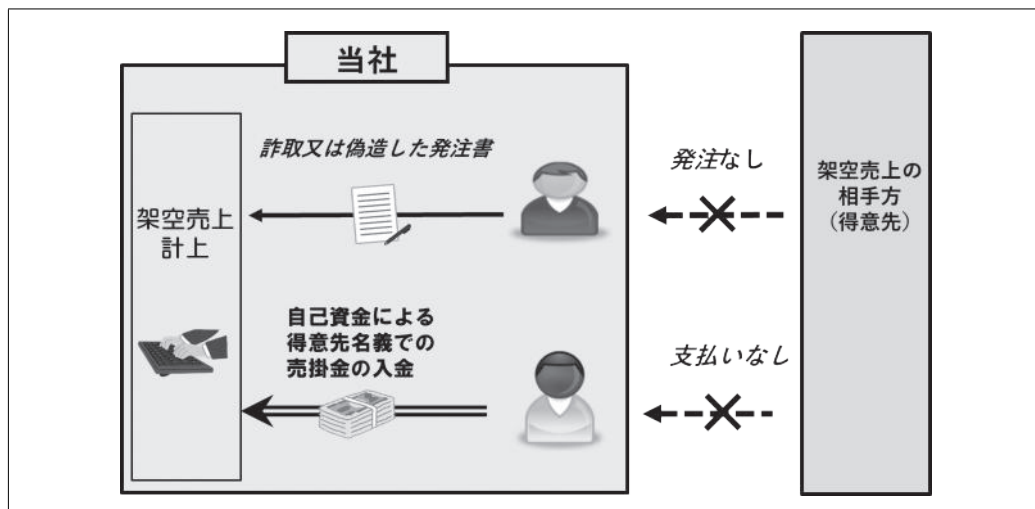 当社
詐取又は偽造した発注書
発注なし
架空売上の
相手方
（得意先）
架空売上
計上
自己資金による
得意先名義での
売掛金の入金
支払いなし